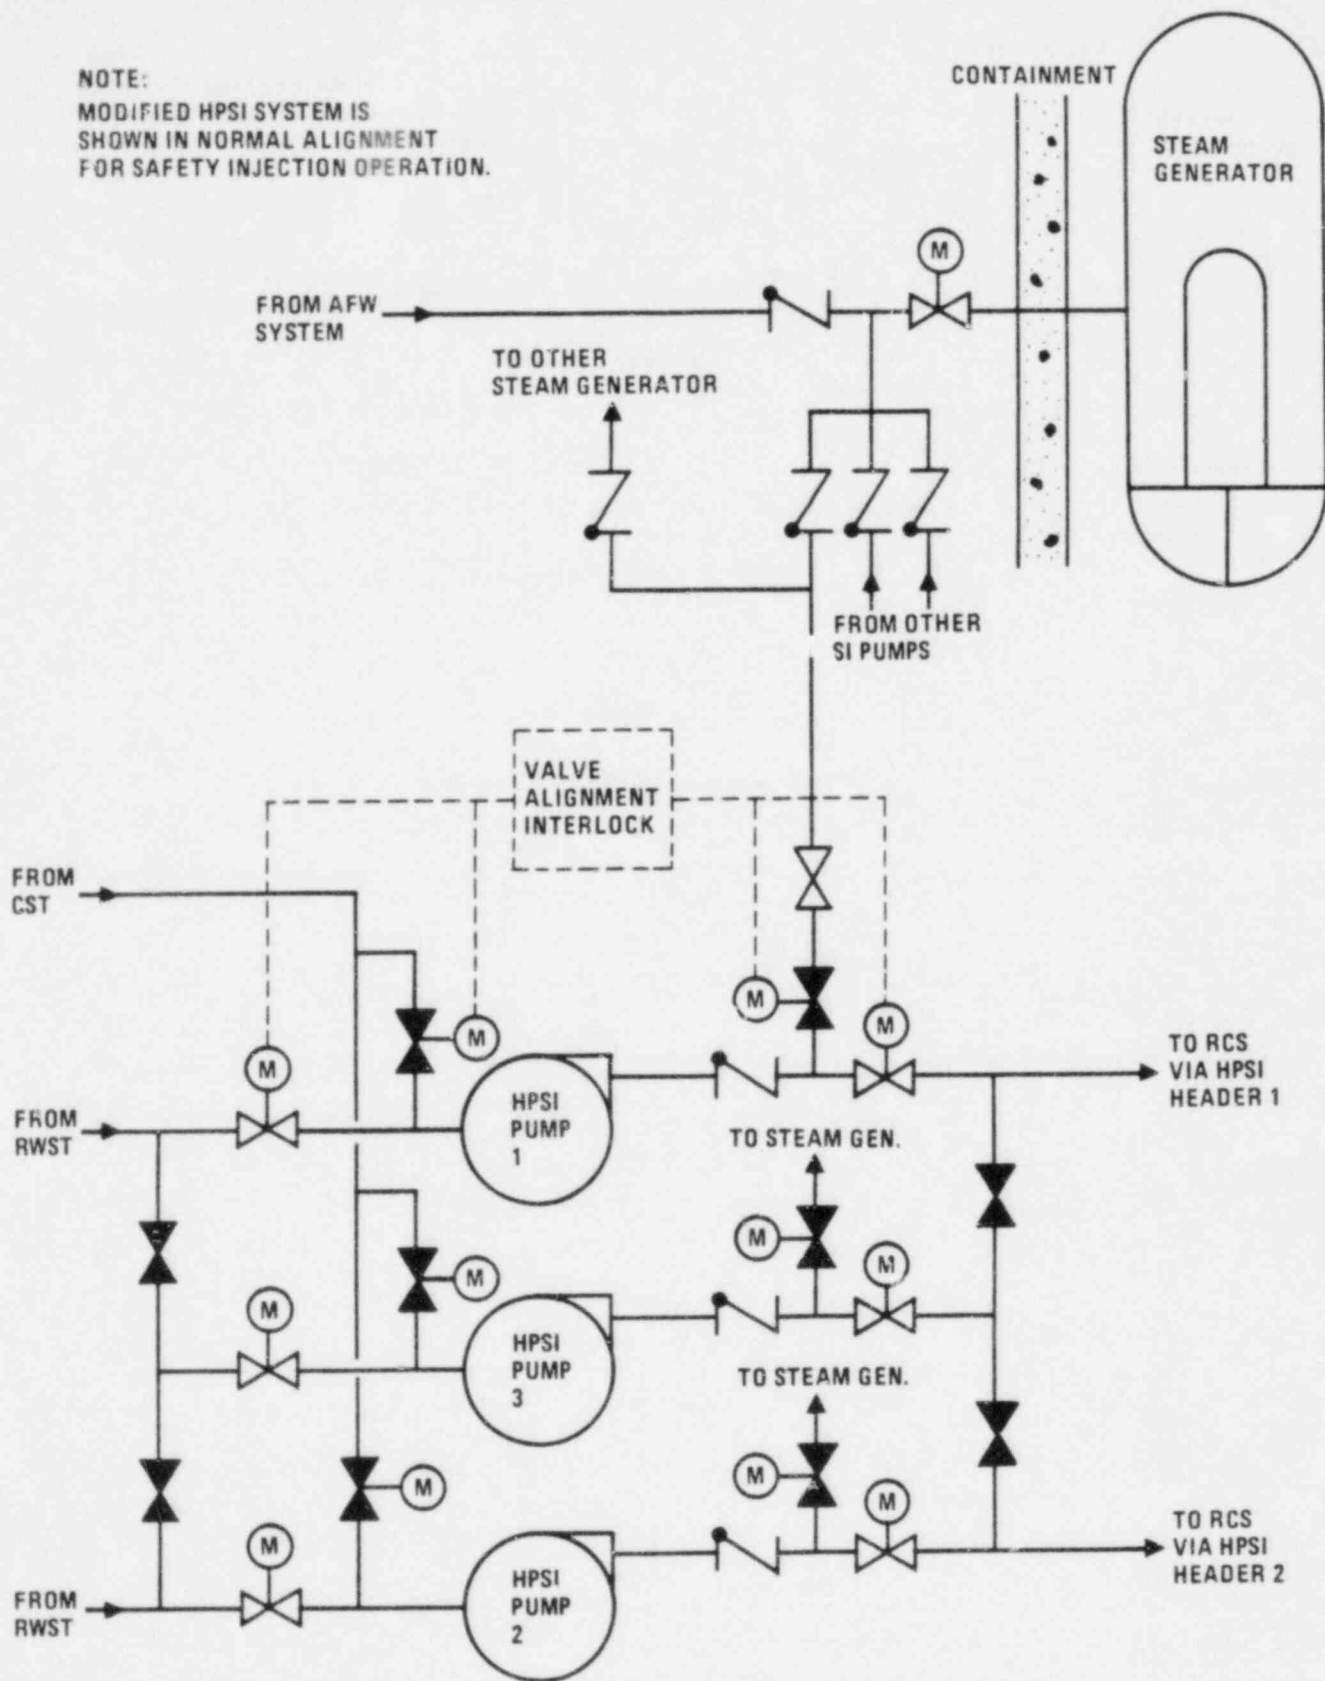 NOTE:
MODIFIED HPSI SYSTEM IS
SHOWN IN NORMAL ALIGNMENT
FOR SAFETY INJECTION OPERATION.
CONTAINMENT
STEAM
GENERATOR
M
FROM AFW
SYSTEM
TO OTHER
STEAM GENERATOR
FROM OTHER
SI PUMPS
VALVE
ALIGNMENT
INTERLOCK
FROM
CST
M
M
M
M
HPSI
PUMP
1
TO RCS
VIA HPSI
HEADER 1
FROM
RWST
TO STEAM GEN.
M
M
M
M
HPSI
PUMP
3
TO STEAM GEN.
M
M
M
M
HPSI
PUMP
2
TO RCS
VIA HPSI
HEADER 2
FROM
RWST